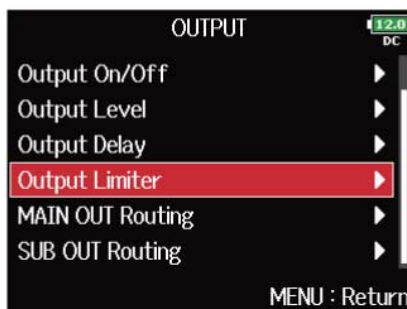 OUTPUT
12.0
DC
Output On/Off
Output Level
Output Delay
Output Limiter
MAIN OUT Routing
SUB OUT Routing
MENU : Return